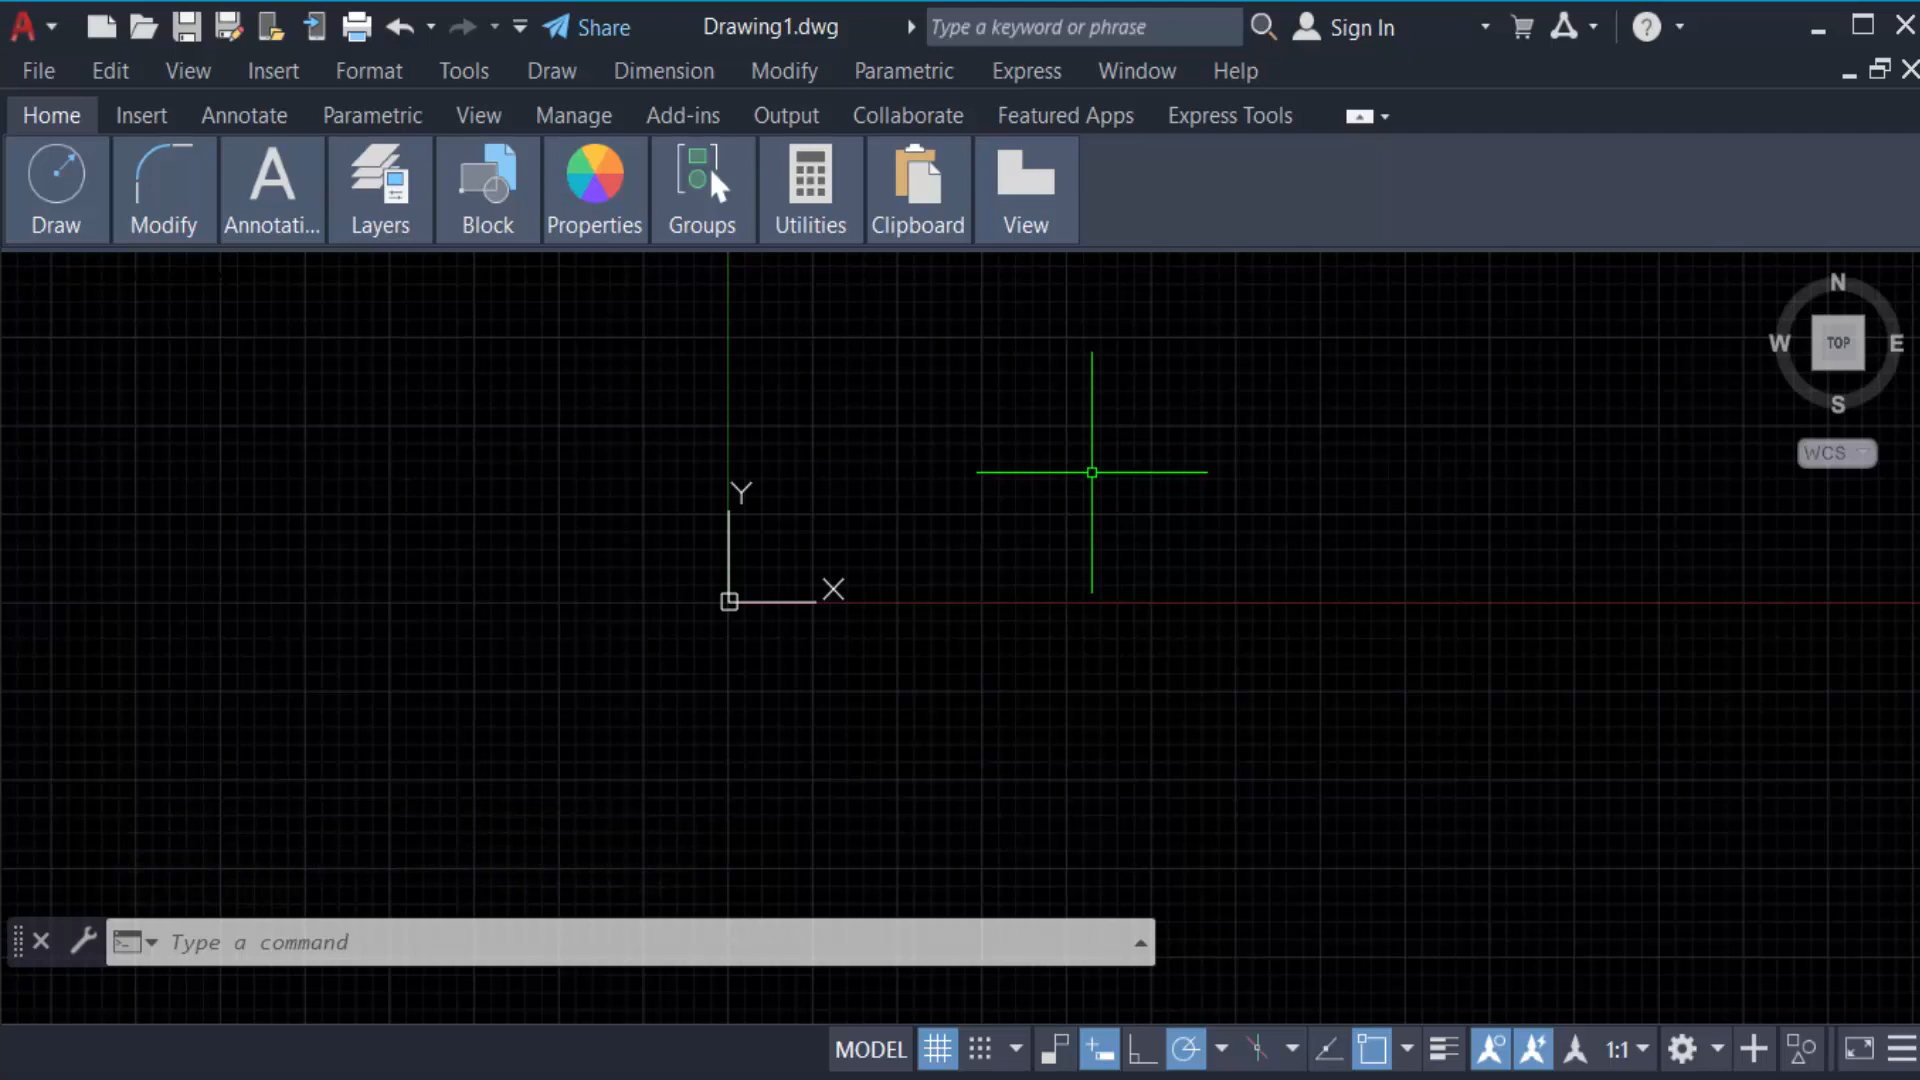 Share Drawing1.dwg Type a keyword or phrase Sign In
File Edit View Insert Format Tools Draw Dimension Modify Parametric Express Window Help
Home Insert Annotate Parametric View Manage Add-ins Output Collaborate Featured Apps Express Tools
Draw Modify Annotati... Layers Block Properties Groups Utilities Clipboard View
N
W TOP E
S
WCS
Y
X
Type a command
MODEL 1:1